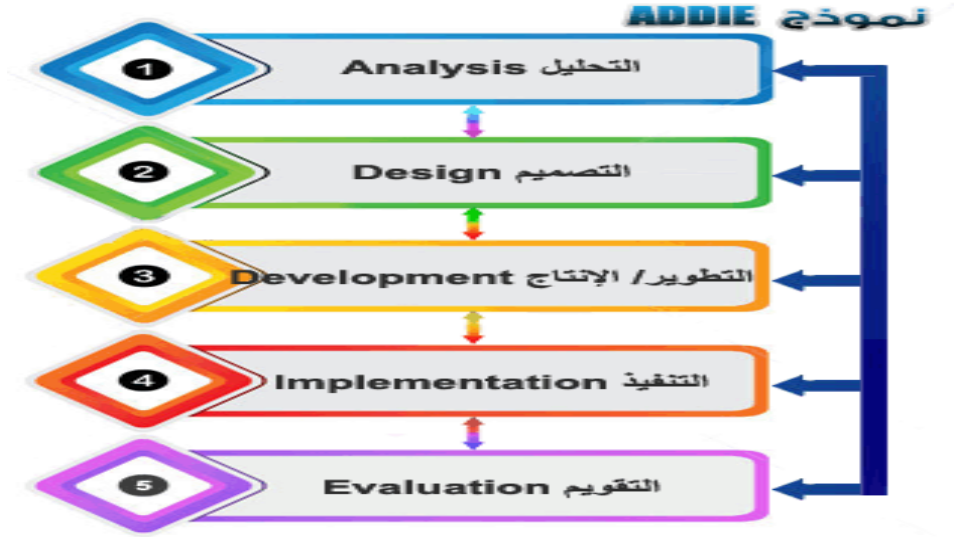 نموذج ADDIE
1
التحليل Analysis
2
التصميم Design
3
التطوير/ الإنتاج Development
4
التنفيذ Implementation
5
التقويم Evaluation